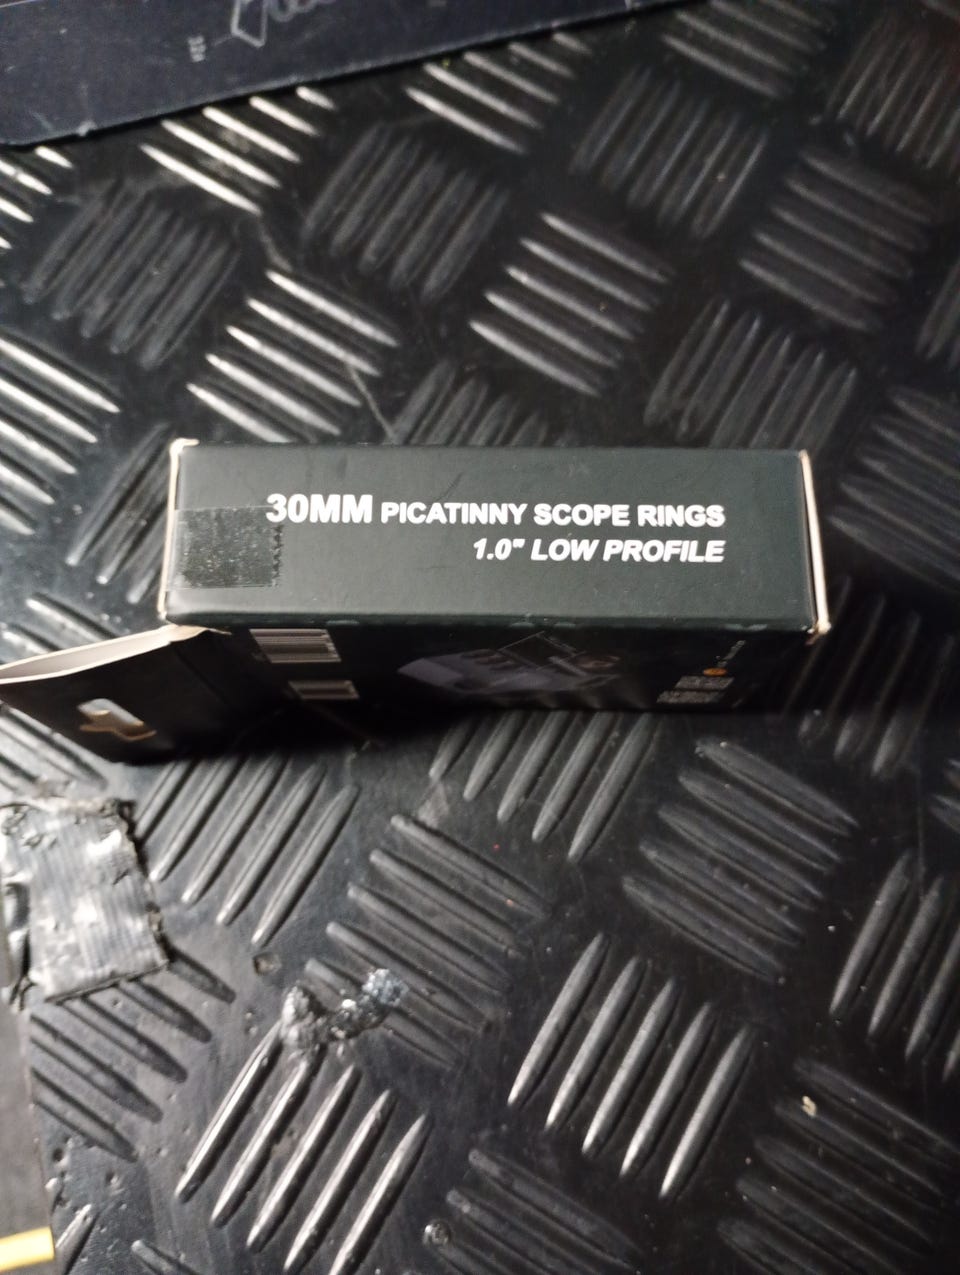 30MM PICATINNY SCOPE RINGS
1.0" LOW PROFILE